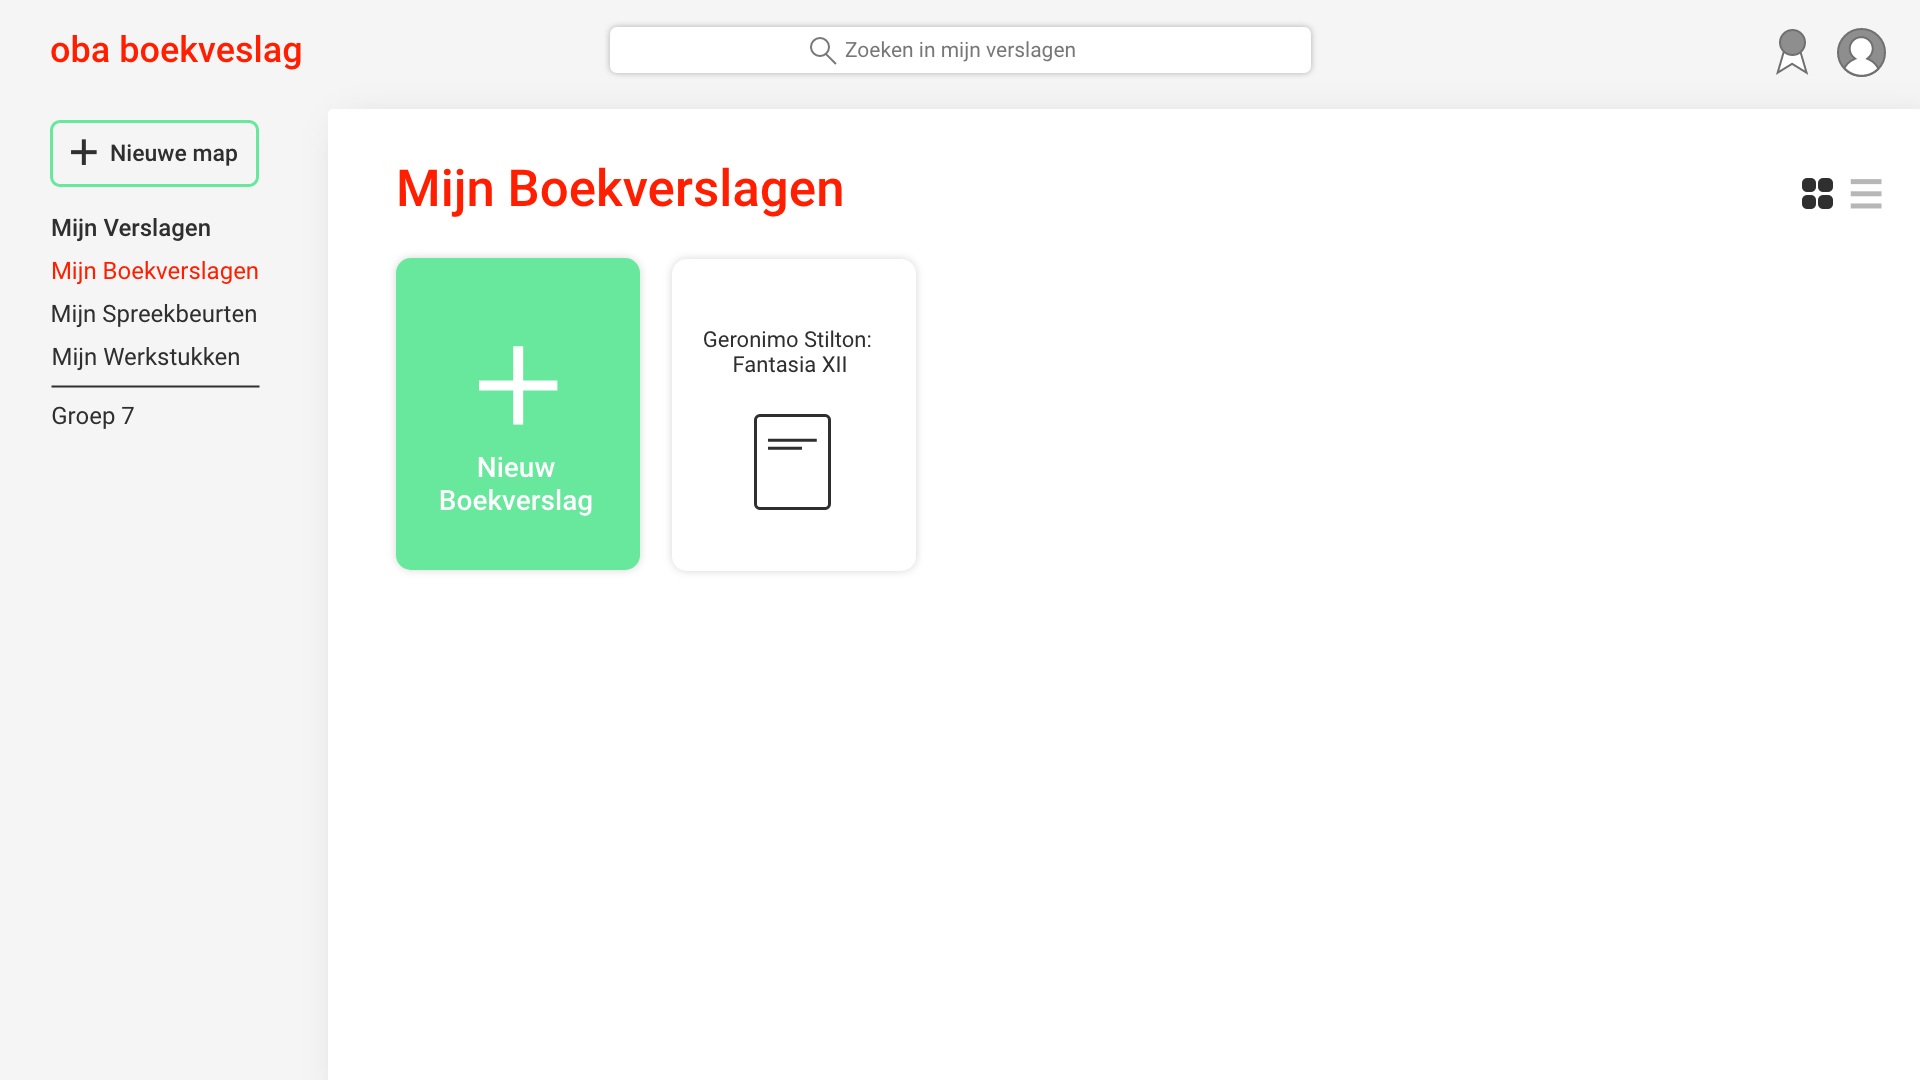 oba boekveslag
Zoeken in mijn verslagen
Nieuwe map
Mijn Verslagen
Mijn Boekverslagen
Mijn Spreekbeurten
Mijn Werkstukken
Groep 7
Mijn Boekverslagen
Nieuw
Boekverslag
Geronimo Stilton:
Fantasia XII